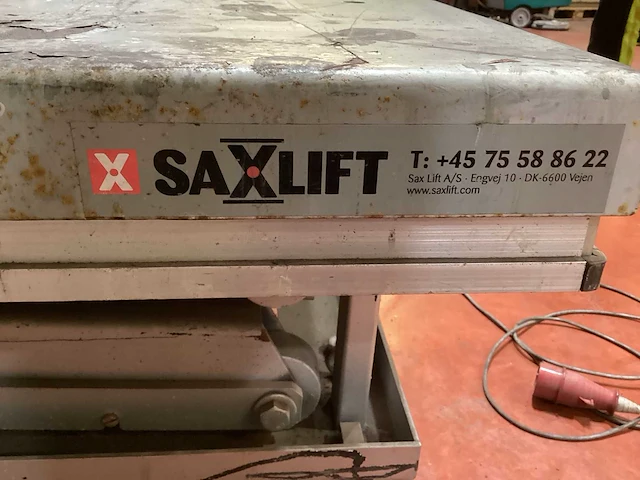 SAXLIFT
T: +45 75 58 86 22
Sax Lift A/S · Engvej 10 · DK-6600 Vejen
www.saxlift.com